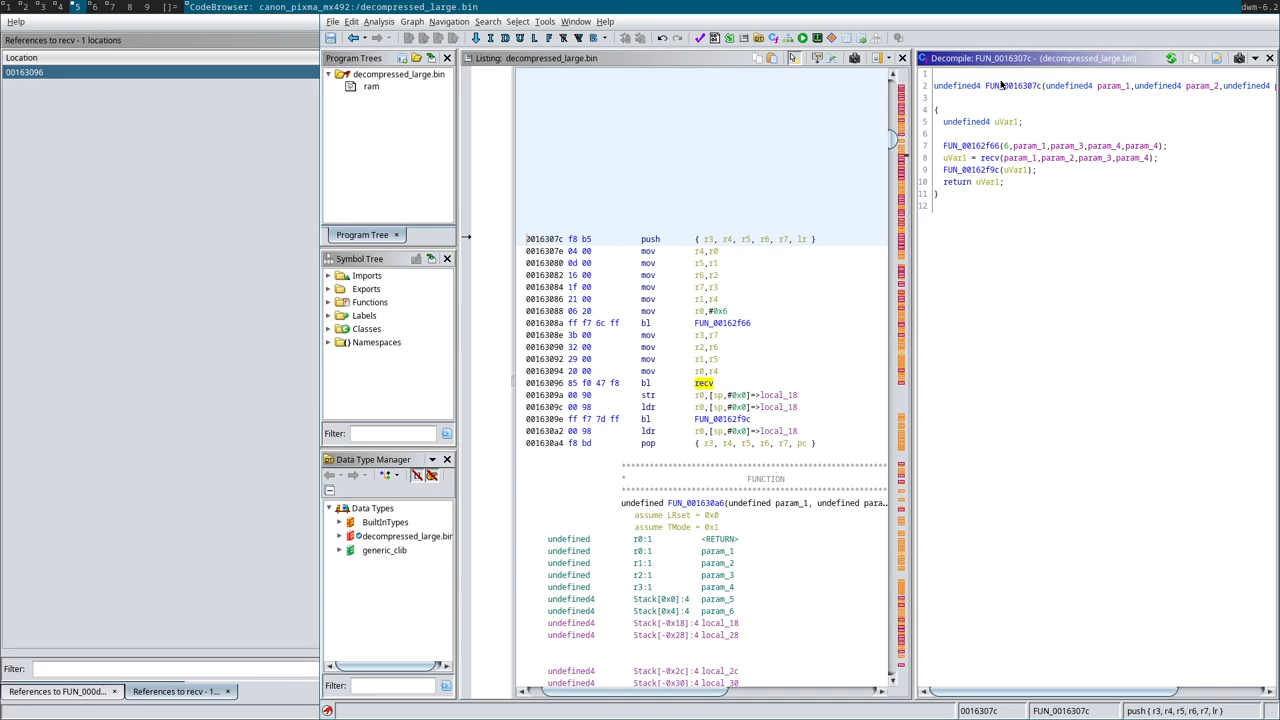 1 2 3 4 5 6 7 8 9 []= CodeBrowser: canon_pixma_mx492:/decompressed_large.bin dwm-6.2
Help
References to recv - 1 locations
Location
00163096
Filter:
References to FUN_000d... × References to recv - 1... ×
File Edit Analysis Graph Navigation Search Select Tools Window Help
I D U L F V B
Program Trees
decompressed_large.bin
ram
Program Tree ×
Symbol Tree
Imports
Exports
Functions
Labels
Classes
Namespaces
Filter:
Data Type Manager
Data Types
BuiltInTypes
decompressed_large.bin
generic_clib
Filter:
Listing: decompressed_large.bin
0016307c f8 b5 push { r3, r4, r5, r6, r7, lr }
0016307e 04 00 mov r4,r0
00163080 0d 00 mov r5,r1
00163082 16 00 mov r6,r2
00163084 1f 00 mov r7,r3
00163086 21 00 mov r1,r4
00163088 06 20 mov r0,#0x6
0016308a ff f7 6c ff bl FUN_00162f66
0016308e 3b 00 mov r3,r7
00163090 32 00 mov r2,r6
00163092 29 00 mov r1,r5
00163094 20 00 mov r0,r4
00163096 85 f0 47 f8 bl recv
0016309a 00 90 str r0,[sp,#0x0]=>local_18
0016309c 00 98 ldr r0,[sp,#0x0]=>local_18
0016309e ff f7 7d ff bl FUN_00162f9c
001630a2 00 98 ldr r0,[sp,#0x0]=>local_18
001630a4 f8 bd pop { r3, r4, r5, r6, r7, pc }
* FUNCTION
undefined FUN_001630a6(undefined param_1, undefined para...
assume LRset = 0x0
assume TMode = 0x1
undefined r0:1 <RETURN>
undefined r0:1 param_1
undefined r1:1 param_2
undefined r2:1 param_3
undefined r3:1 param_4
undefined4 Stack[0x0]:4 param_5
undefined4 Stack[0x4]:4 param_6
undefined4 Stack[-0x18]:4 local_18
undefined4 Stack[-0x28]:4 local_28
undefined4 Stack[-0x2c]:4 local_2c
undefined4 Stack[-0x30]:4 local_30
Decompile: FUN_0016307c - (decompressed_large.bin)
1
2 undefined4 FUN_0016307c(undefined4 param_1,undefined4 param_2,undefined4 p
3
4 {
5 undefined4 uVar1;
6
7 FUN_00162f66(6,param_1,param_3,param_4,param_4);
8 uVar1 = recv(param_1,param_2,param_3,param_4);
9 FUN_00162f9c(uVar1);
10 return uVar1;
11 }
12
0016307c FUN_0016307c push { r3, r4, r5, r6, r7, lr }